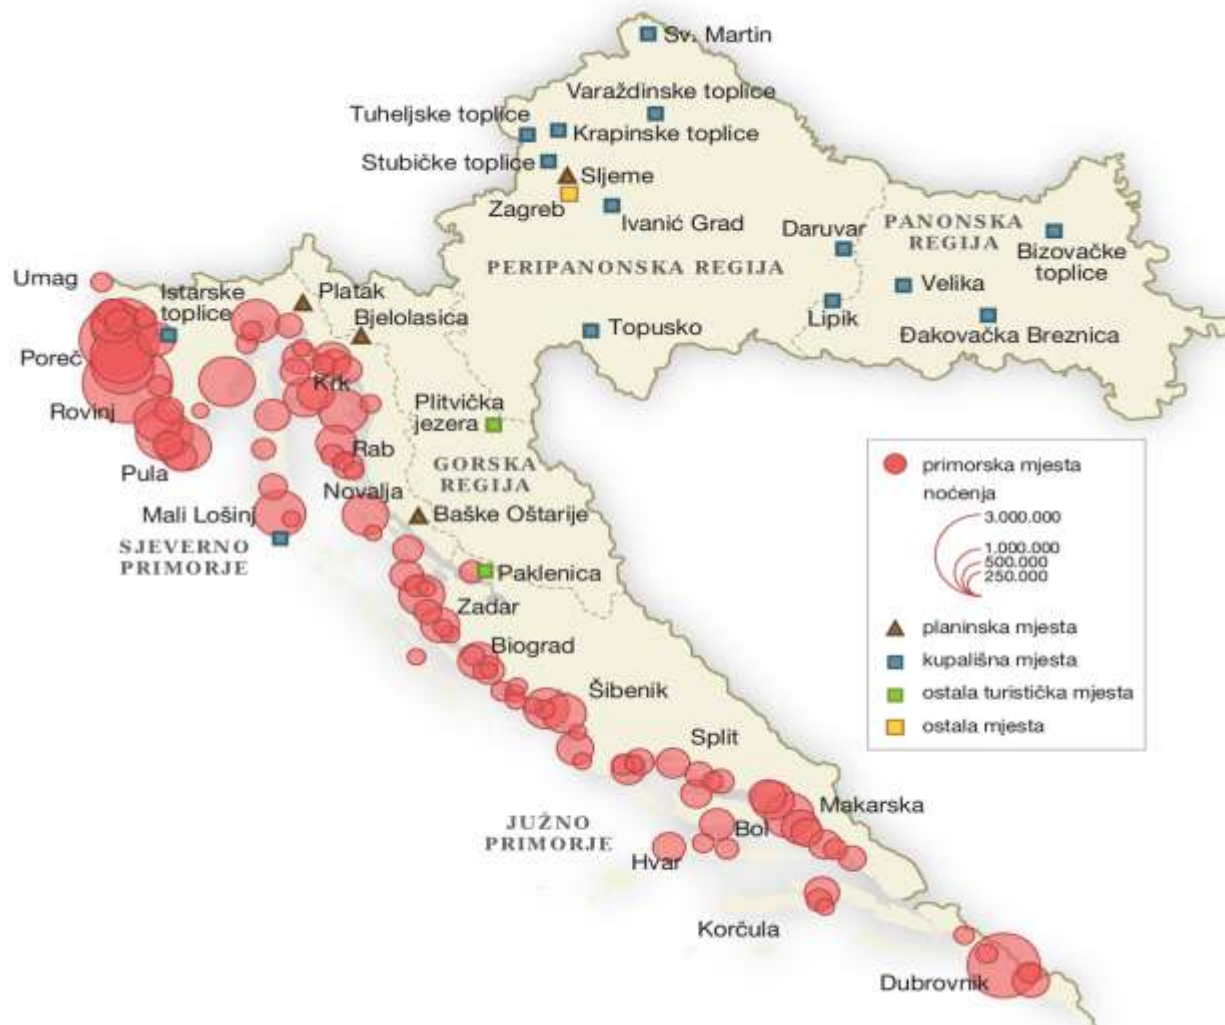 Sv. Martin
Varaždinske toplice
Tuheljske toplice
Krapinske toplice
Stubičke toplice
Sljeme
Zagreb
Ivanić Grad
Daruvar
PANONSKA
REGIJA
Bizovačke
toplice
PERIPANONSKA REGIJA
Umag
Istarske
toplice
Platak
Bjelolasica
Velika
Lipik
Đakovačka Breznica
Topusko
Poreč
Krk
Rovinj
Plitvička
jezera
Rab
GORSKA
REGIJA
Pula
Novalja
Mali Lošinj
Baške Oštarije
SJEVERNO
PRIMORJE
Paklenica
Zadar
Biograd
Šibenik
Split
Makarska
JUŽNO
PRIMORJE
Bol
Hvar
Korčula
Dubrovnik
primorska mjesta
noćenja
3.000.000
1.000.000
500.000
250.000
planinska mjesta
kupališna mjesta
ostala turistička mjesta
ostala mjesta